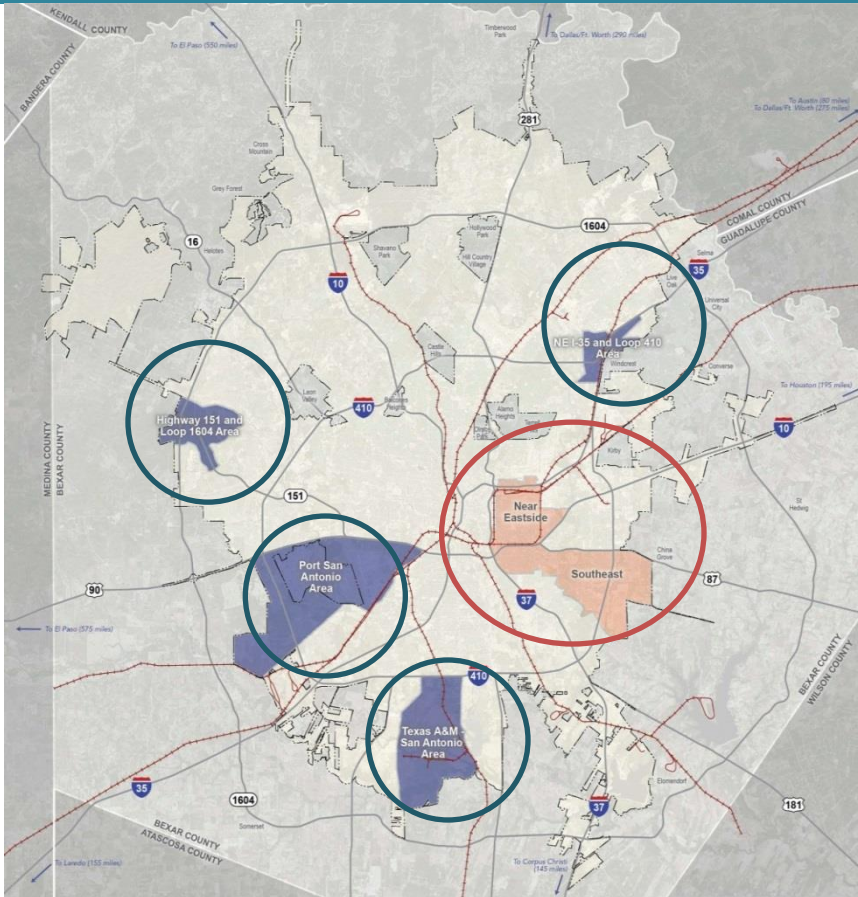 KENDALL COUNTY
BANDERA COUNTY
To El Paso (550 miles)
Timberwood
Park
To Dallas/Ft. Worth (290 miles)
To Austin (80 miles)
To Dallas/Ft. Worth (275 miles)
281
Cross
Mountain
Grey Forest
COMAL COUNTY
GUADALUPE COUNTY
1604
16
Helotes
Hollywood
Park
Shavano
Park
Hill Country
Village
Selma
35
10
Live
Oak
Universal
City
NE I-35 and Loop 410
Area
Windcrest
Castle
Hills
Converse
Leon
Valley
410
Balcones
Heights
To Houston (195 miles)
Highway 151 and
Loop 1604 Area
Alamo
Heights
Olmos
Park
Terrell
10
Kirby
MEDINA COUNTY
BEXAR COUNTY
151
St
Hedwig
Near
Eastside
China
Grove
Port San
Antonio
Area
Southeast
87
90
37
To El Paso (575 miles)
BEXAR COUNTY
WILSON COUNTY
410
Texas A&M -
San Antonio
Area
Elmendorf
35
1604
37
181
Somerset
BEXAR COUNTY
ATASCOSA COUNTY
To Laredo (155 miles)
To Corpus Christi
(145 miles)